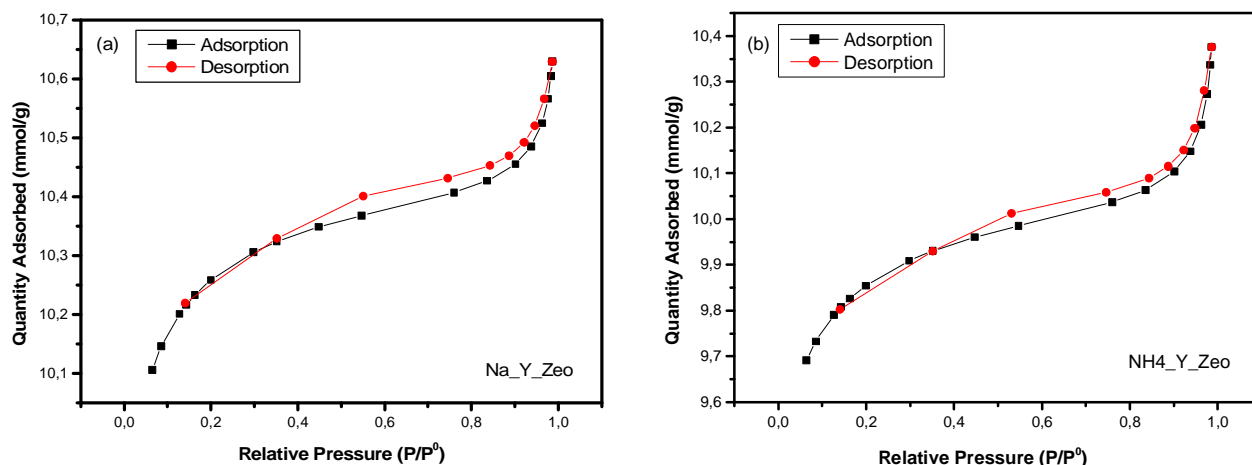 (a)
Adsorption
Desorption
10,7
10,6
10,5
10,4
10,3
10,2
10,1
Quantity Adsorbed (mmol/g)
Na_Y_Zeo
0,0 0,2 0,4 0,6 0,8 1,0
Relative Pressure (P/P⁰)
(b)
Adsorption
Desorption
10,4
10,3
10,2
10,1
10,0
9,9
9,8
9,7
9,6
Quantity Adsorbed (mmol/g)
NH4_Y_Zeo
0,0 0,2 0,4 0,6 0,8 1,0
Relative Pressure (P/P⁰)